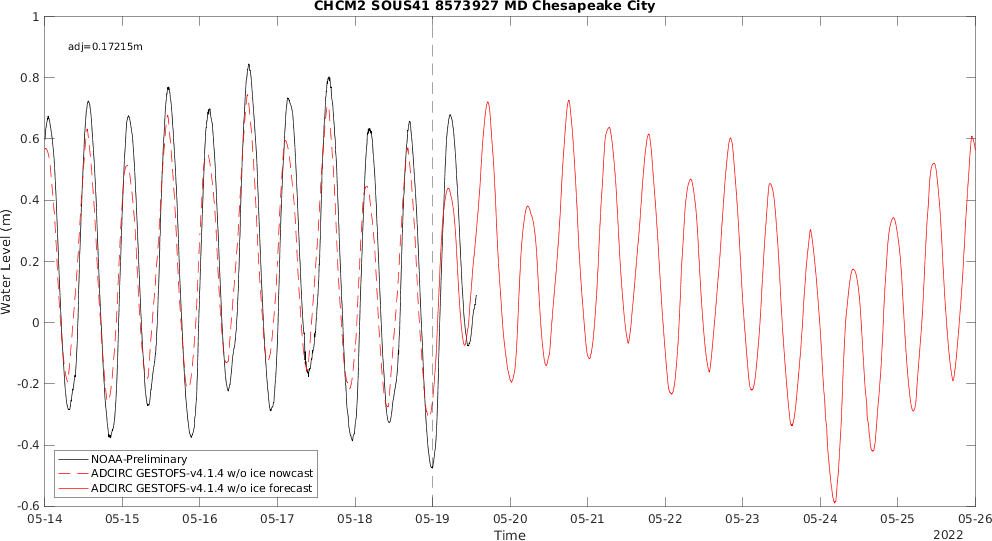 CHCM2 SOUS41 8573927 MD Chesapeake City
adj=0.17215m
Water Level (m)
1
0.8
0.6
0.4
0.2
0
-0.2
-0.4
-0.6
NOAA-Preliminary
ADCIRC GESTOFS-v4.1.4 w/o ice nowcast
ADCIRC GESTOFS-v4.1.4 w/o ice forecast
05-14 05-15 05-16 05-17 05-18 05-19 05-20 05-21 05-22 05-23 05-24 05-25 05-26
Time
2022